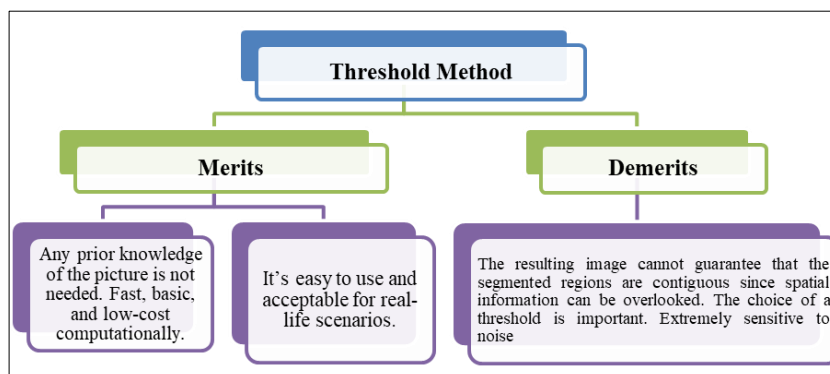 Threshold Method
Merits
Demerits
Any prior knowledge
of the picture is not
needed. Fast, basic,
and low-cost
computationally.
It's easy to use and
acceptable for real-
life scenarios.
The resulting image cannot guarantee that the
segmented regions are contiguous since spatial
information can be overlooked. The choice of a
threshold is important. Extremely sensitive to
noise